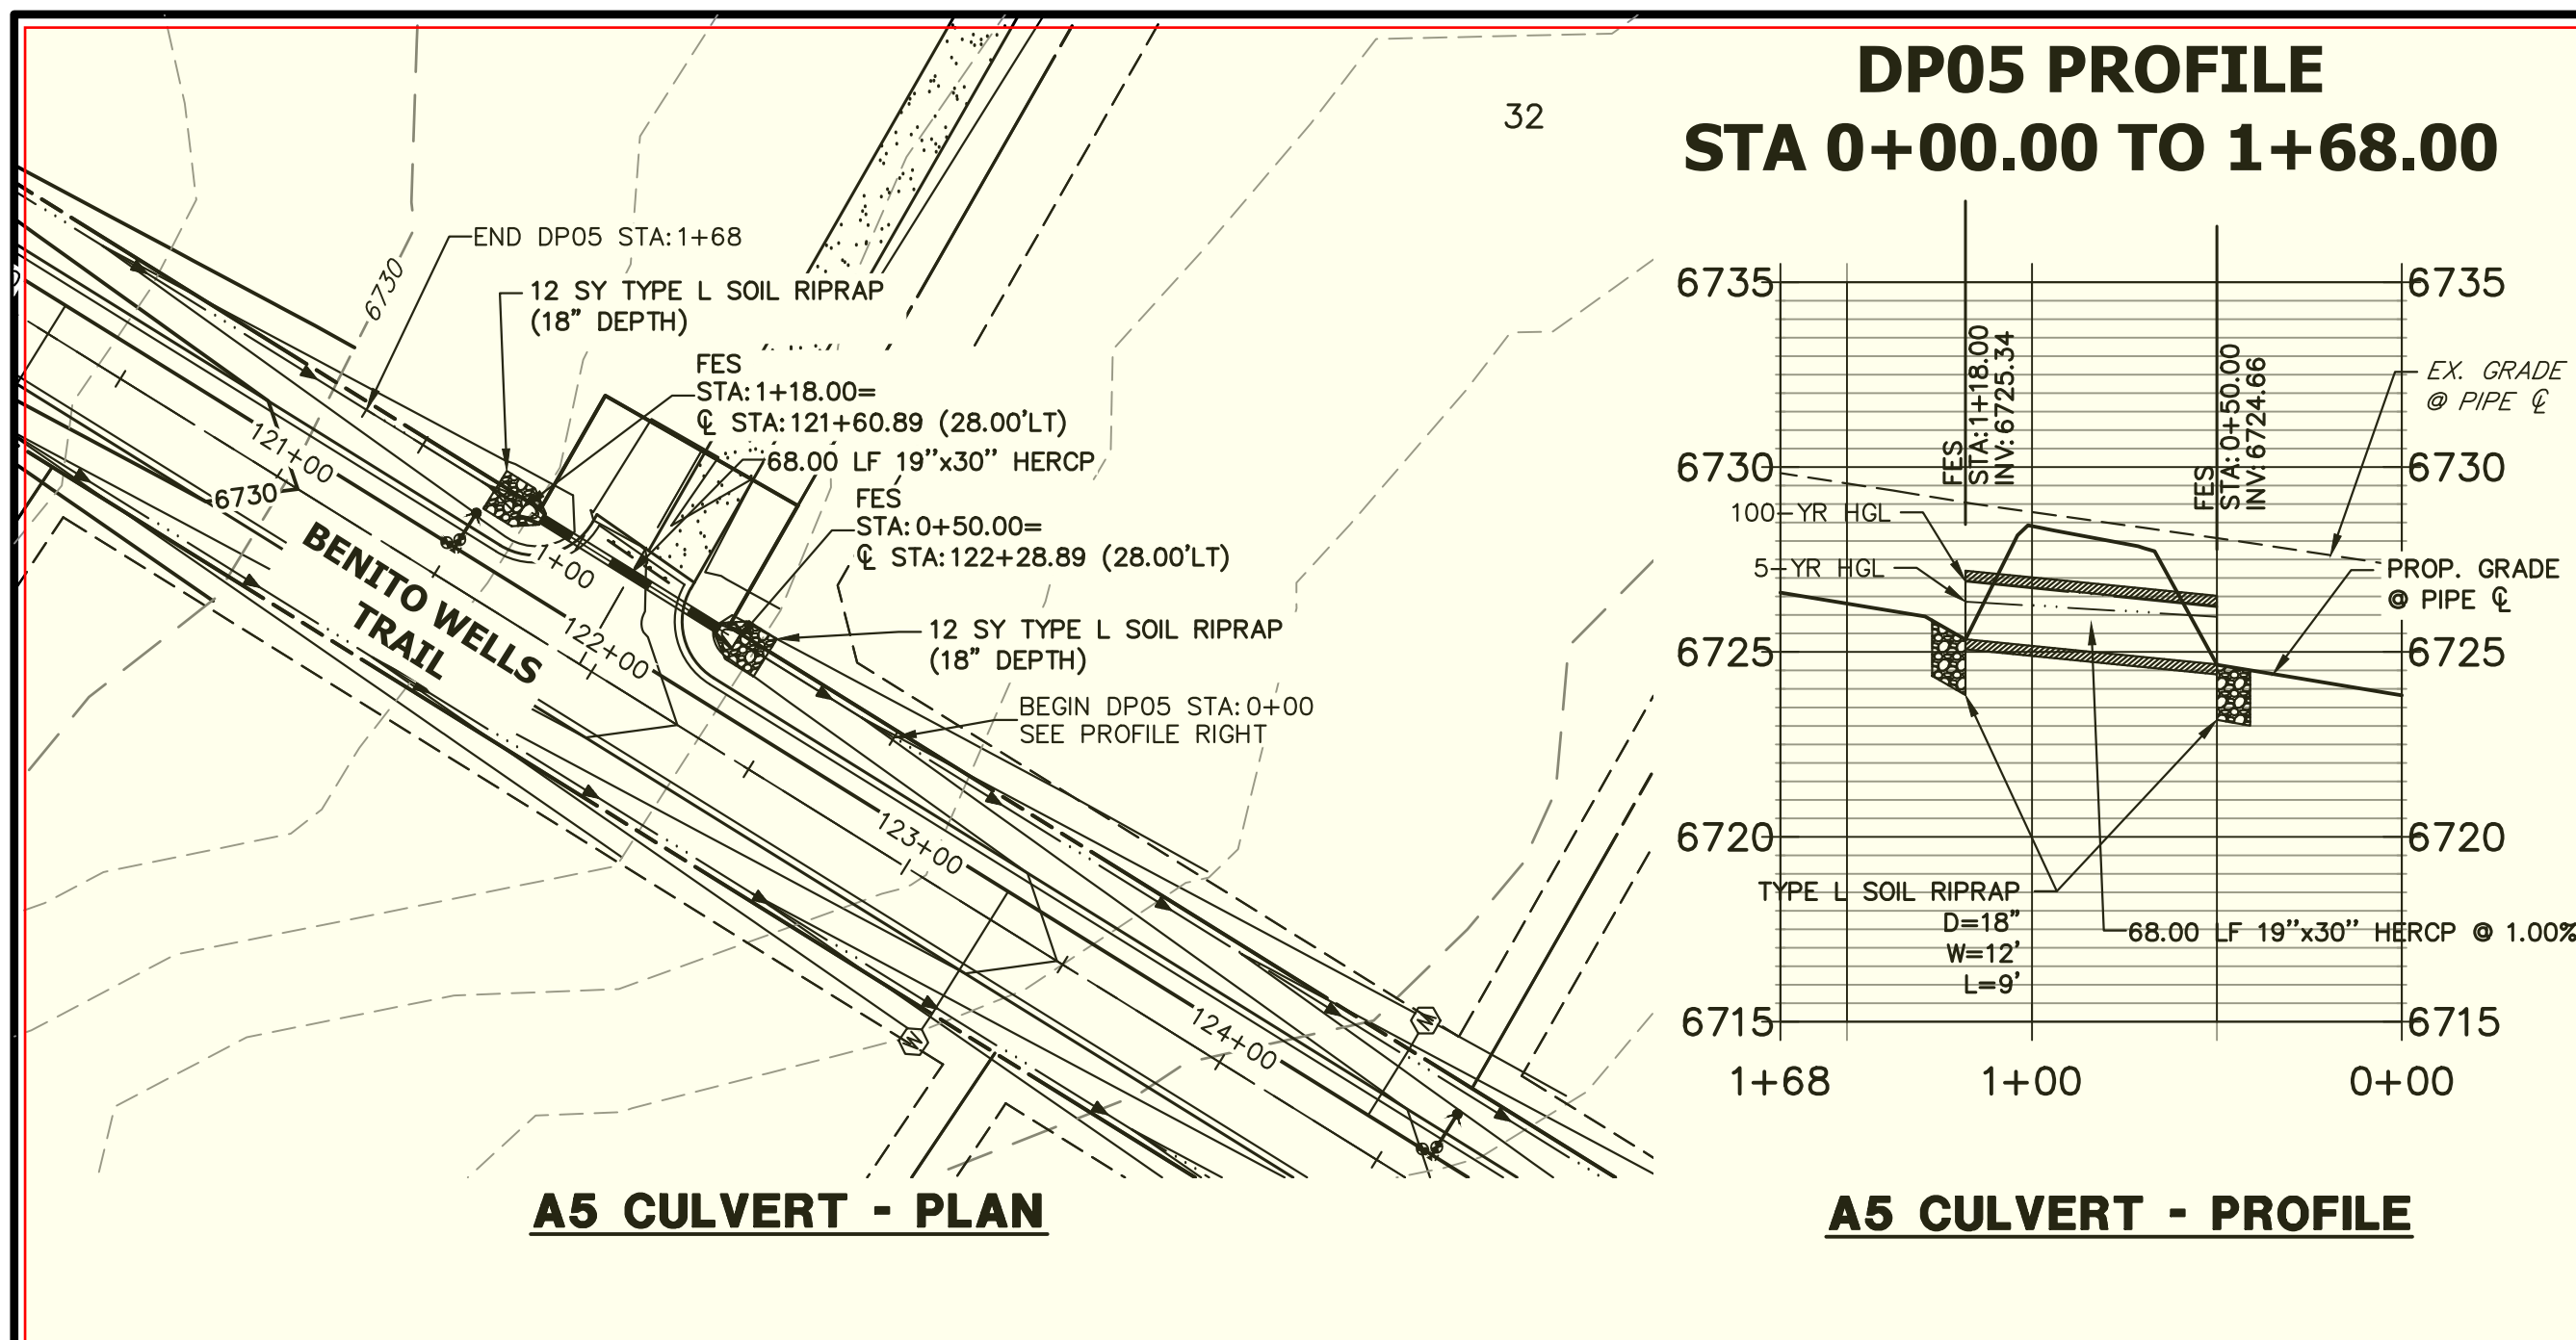 DP05 PROFILE
STA 0+00.00 TO 1+68.00
32
END DP05 STA:1+68
6730
12 SY TYPE L SOIL RIPRAP
(18" DEPTH)
FES
STA:1+18.00=
℄ STA:121+60.89 (28.00'LT)
68.00 LF 19"x30" HERCP
FES
STA:0+50.00=
℄ STA:122+28.89 (28.00'LT)
12 SY TYPE L SOIL RIPRAP
(18" DEPTH)
BEGIN DP05 STA:0+00
SEE PROFILE RIGHT
121+00
6730
1+00
BENITO WELLS
TRAIL
122+00
123+00
124+00
W
W
A5 CULVERT - PLAN
6735
6735
FES
STA:1+18.00
INV:6725.34
FES
STA:0+50.00
INV:6724.66
EX. GRADE
@ PIPE ℄
6730
6730
100-YR HGL
5-YR HGL
PROP. GRADE
@ PIPE ℄
6725
6725
6720
6720
TYPE L SOIL RIPRAP
D=18"
W=12'
L=9'
68.00 LF 19"x30" HERCP @ 1.00%
6715
6715
1+68
1+00
0+00
A5 CULVERT - PROFILE